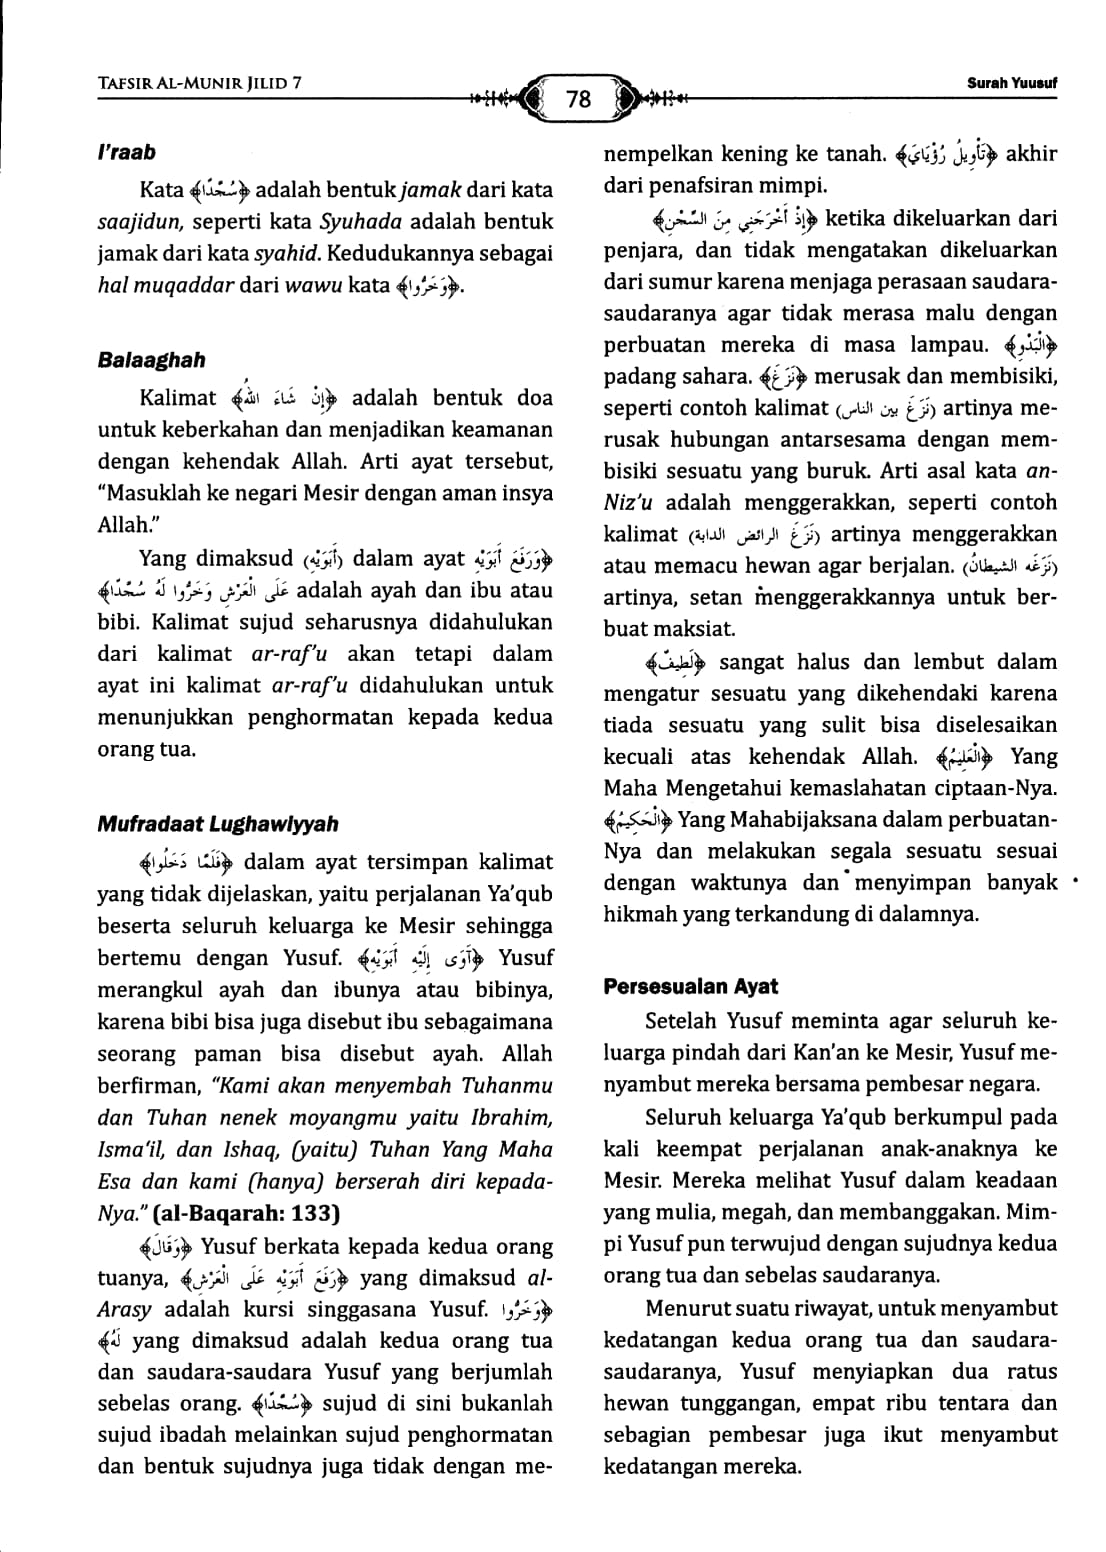 TAFSIR AL-MUNIR JILID 7
78
Surah Yuusuf
I'raab
Kata ﴿سُجَّدًا﴾ adalah bentuk jamak dari kata
saajidun, seperti kata Syuhada adalah bentuk
jamak dari kata syahid. Kedudukannya sebagai
hal muqaddar dari wawu kata ﴿وَخَرُّوا﴾.
Balaaghah
Kalimat ﴿إِنْ شَاءَ اللهُ﴾ adalah bentuk doa
untuk keberkahan dan menjadikan keamanan
dengan kehendak Allah. Arti ayat tersebut,
"Masuklah ke negari Mesir dengan aman insya
Allah."
Yang dimaksud (أَبَوَيْهِ) dalam ayat ﴿وَرَفَعَ أَبَوَيْهِ
عَلَى الْعَرْشِ وَخَرُّوا لَهُ سُجَّدًا﴾ adalah ayah dan ibu atau
bibi. Kalimat sujud seharusnya didahulukan
dari kalimat ar-raf'u akan tetapi dalam
ayat ini kalimat ar-raf'u didahulukan untuk
menunjukkan penghormatan kepada kedua
orang tua.
Mufradaat Lughawiyyah
﴿فَلَمَّا دَخَلُوا﴾ dalam ayat tersimpan kalimat
yang tidak dijelaskan, yaitu perjalanan Ya'qub
beserta seluruh keluarga ke Mesir sehingga
bertemu dengan Yusuf. ﴿آوَى إِلَيْهِ أَبَوَيْهِ﴾ Yusuf
merangkul ayah dan ibunya atau bibinya,
karena bibi bisa juga disebut ibu sebagaimana
seorang paman bisa disebut ayah. Allah
berfirman, "Kami akan menyembah Tuhanmu
dan Tuhan nenek moyangmu yaitu Ibrahim,
Isma'il, dan Ishaq, (yaitu) Tuhan Yang Maha
Esa dan kami (hanya) berserah diri kepada-
Nya." (al-Baqarah: 133)
﴿وَقَالَ﴾ Yusuf berkata kepada kedua orang
tuanya, ﴿رَفَعَ أَبَوَيْهِ عَلَى الْعَرْشِ﴾ yang dimaksud al-
Arasy adalah kursi singgasana Yusuf. ﴿وَخَرُّوا
لَهُ﴾ yang dimaksud adalah kedua orang tua
dan saudara-saudara Yusuf yang berjumlah
sebelas orang. ﴿سُجَّدًا﴾ sujud di sini bukanlah
sujud ibadah melainkan sujud penghormatan
dan bentuk sujudnya juga tidak dengan me-
nempelkan kening ke tanah. ﴿تَأْوِيلُ رُؤْيَايَ﴾ akhir
dari penafsiran mimpi.
﴿إِذْ أَخْرَجَنِي مِنَ السِّجْنِ﴾ ketika dikeluarkan dari
penjara, dan tidak mengatakan dikeluarkan
dari sumur karena menjaga perasaan saudara-
saudaranya agar tidak merasa malu dengan
perbuatan mereka di masa lampau. ﴿الْبَدْوِ﴾
padang sahara. ﴿نَزَغَ﴾ merusak dan membisiki,
seperti contoh kalimat (نَزَغَ بين الناس) artinya me-
rusak hubungan antarsesama dengan mem-
bisiki sesuatu yang buruk. Arti asal kata an-
Niz'u adalah menggerakkan, seperti contoh
kalimat (نَزَغَ الرائض الدابة) artinya menggerakkan
atau memacu hewan agar berjalan. (نَزَغَه الشيطانُ)
artinya, setan menggerakkannya untuk ber-
buat maksiat.
﴿لَطِيفٌ﴾ sangat halus dan lembut dalam
mengatur sesuatu yang dikehendaki karena
tiada sesuatu yang sulit bisa diselesaikan
kecuali atas kehendak Allah. ﴿الْعَلِيمُ﴾ Yang
Maha Mengetahui kemaslahatan ciptaan-Nya.
﴿الْحَكِيمُ﴾ Yang Mahabijaksana dalam perbuatan-
Nya dan melakukan segala sesuatu sesuai
dengan waktunya dan menyimpan banyak
hikmah yang terkandung di dalamnya.
Persesuaian Ayat
Setelah Yusuf meminta agar seluruh ke-
luarga pindah dari Kan'an ke Mesir, Yusuf me-
nyambut mereka bersama pembesar negara.
Seluruh keluarga Ya'qub berkumpul pada
kali keempat perjalanan anak-anaknya ke
Mesir. Mereka melihat Yusuf dalam keadaan
yang mulia, megah, dan membanggakan. Mim-
pi Yusuf pun terwujud dengan sujudnya kedua
orang tua dan sebelas saudaranya.
Menurut suatu riwayat, untuk menyambut
kedatangan kedua orang tua dan saudara-
saudaranya, Yusuf menyiapkan dua ratus
hewan tunggangan, empat ribu tentara dan
sebagian pembesar juga ikut menyambut
kedatangan mereka.